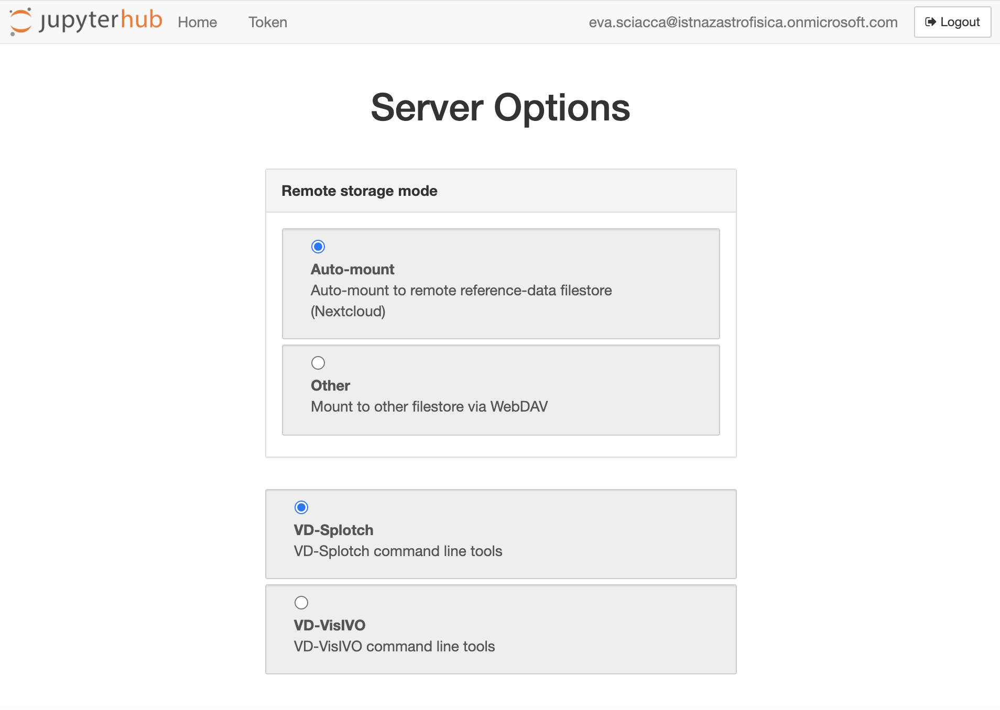 jupyterhub Home Token eva.sciacca@istnazastrofisica.onmicrosoft.com Logout
Server Options
Remote storage mode
Auto-mount
Auto-mount to remote reference-data filestore
(Nextcloud)
Other
Mount to other filestore via WebDAV
VD-Splotch
VD-Splotch command line tools
VD-VisIVO
VD-VisIVO command line tools